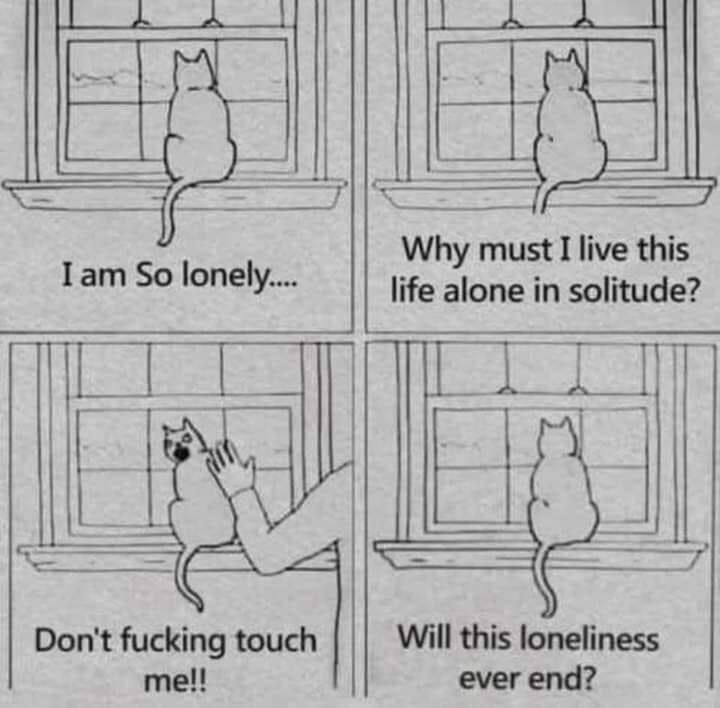 I am So lonely....
Why must I live this
life alone in solitude?
Don't fucking touch
me!!
Will this loneliness
ever end?